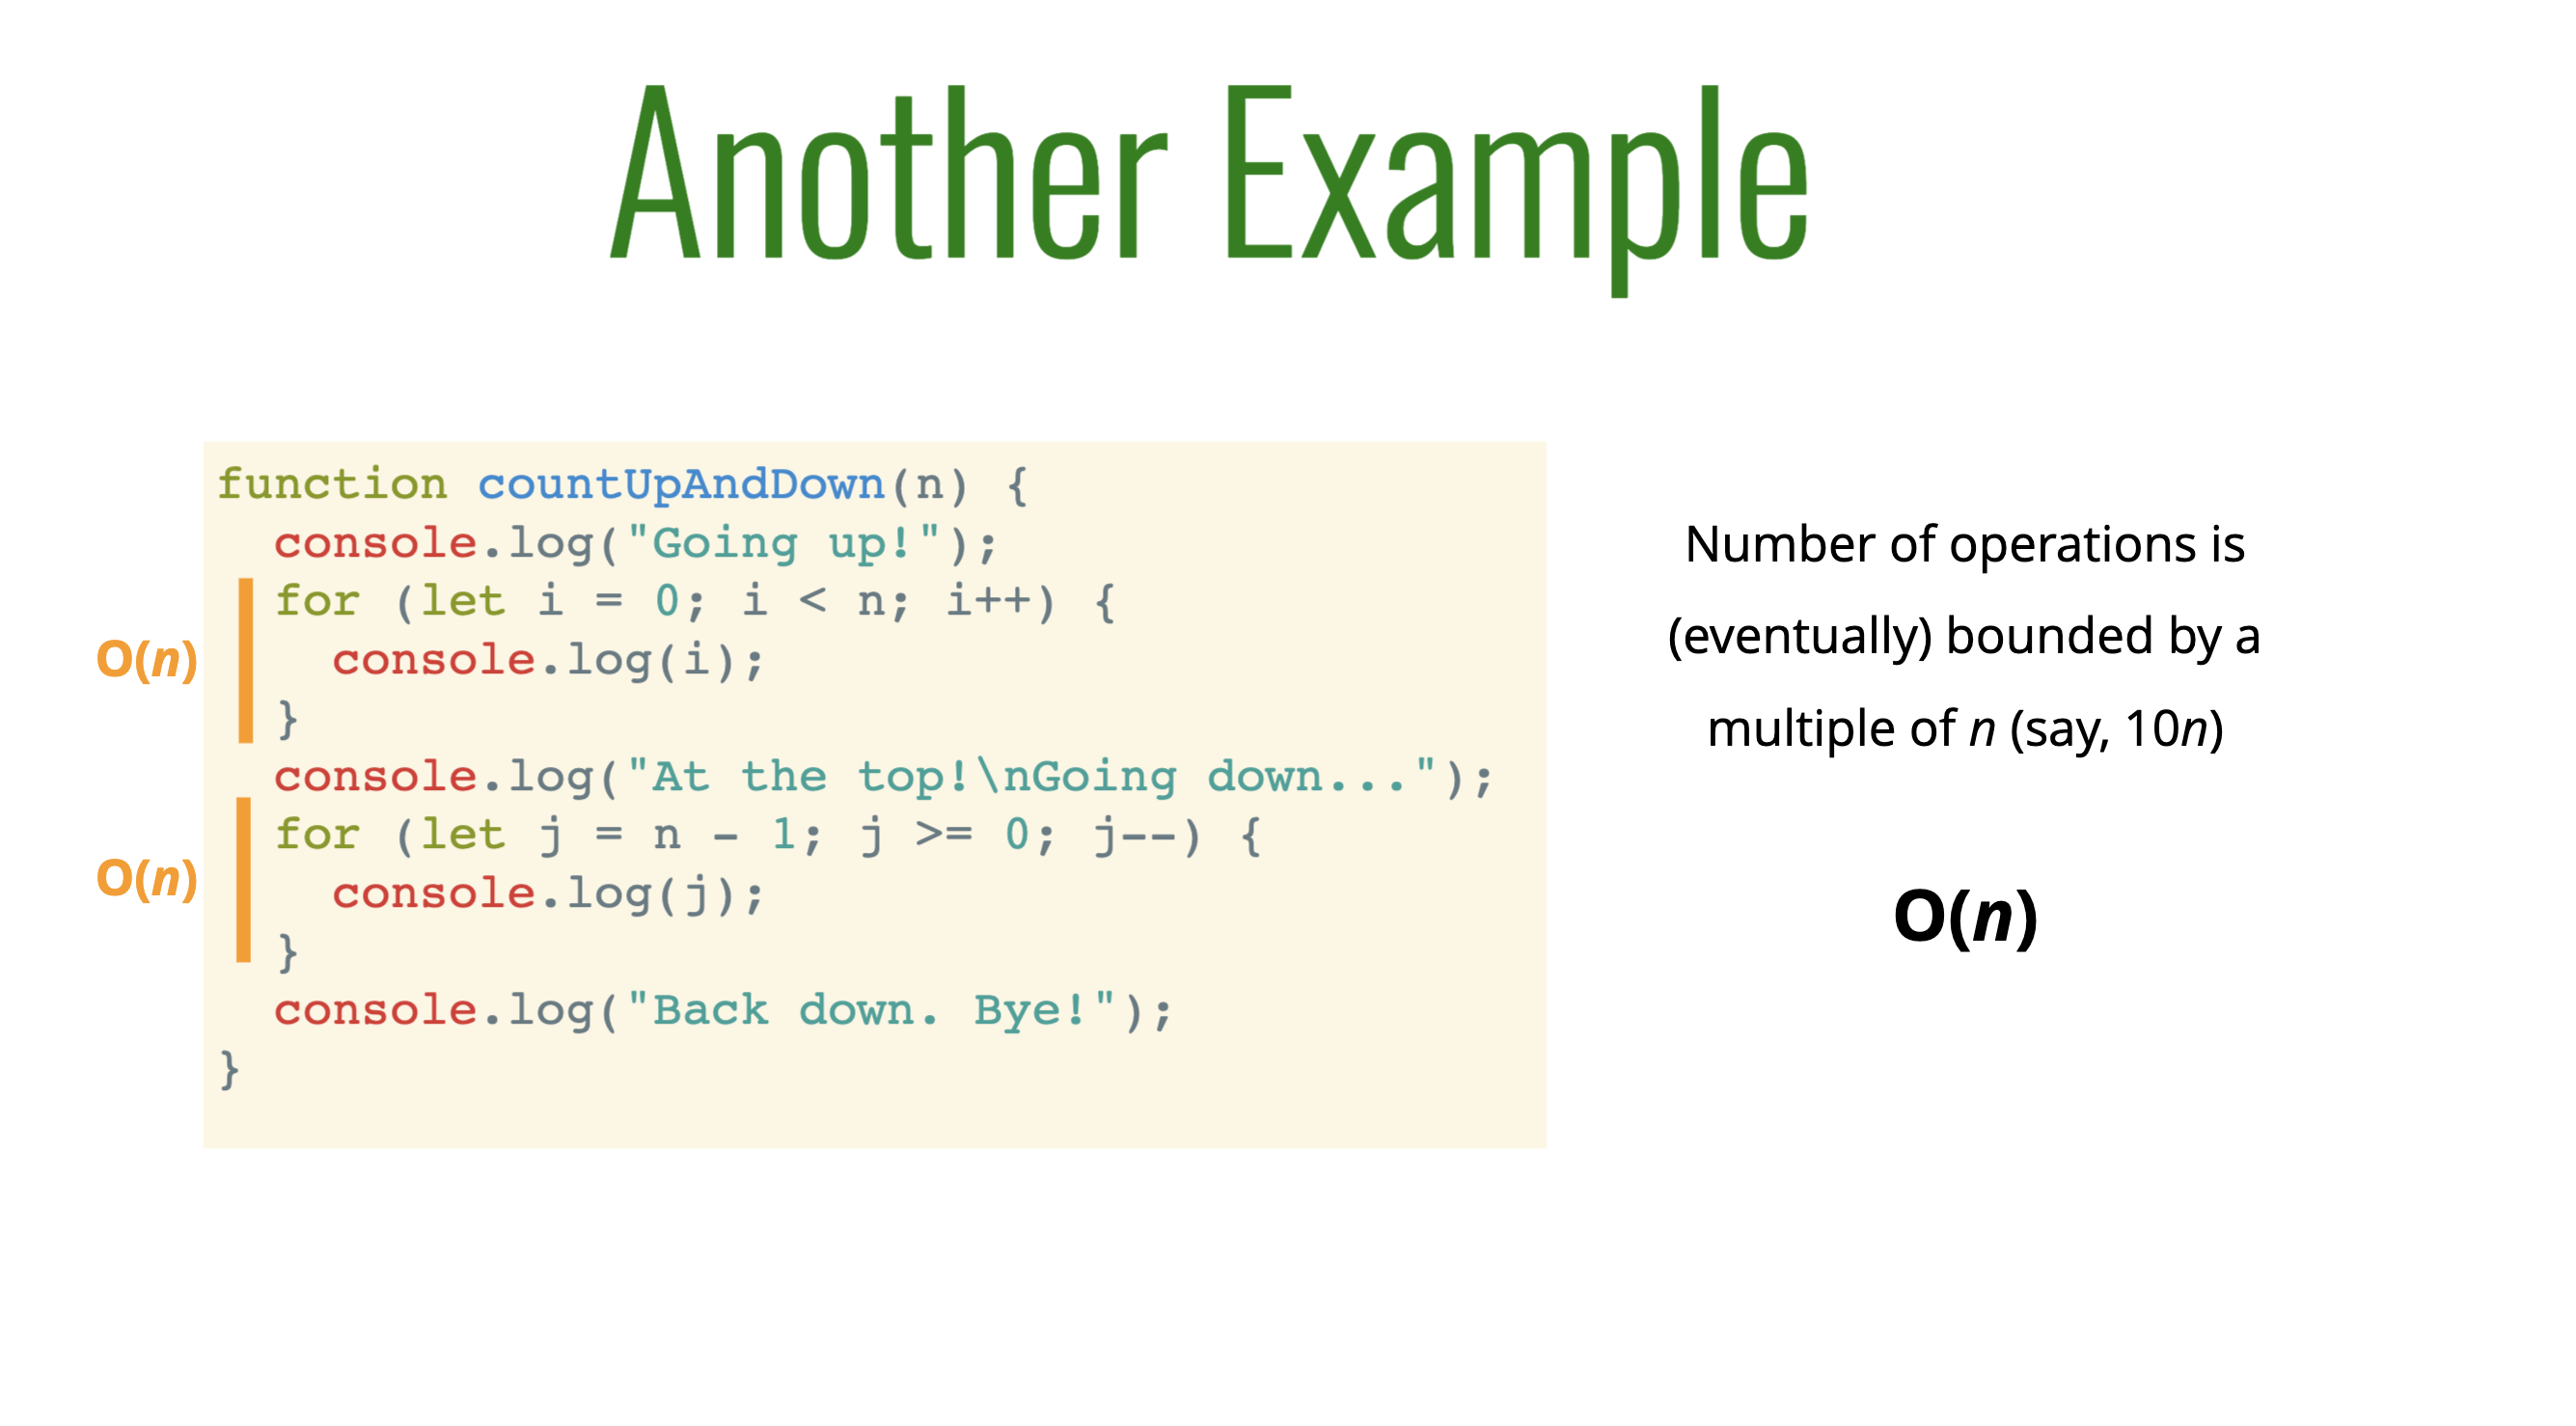 Another Example
function countUpAndDown(n) {
  console.log("Going up!");
  for (let i = 0; i < n; i++) {
    console.log(i);
  }
  console.log("At the top!\nGoing down...");
  for (let j = n - 1; j >= 0; j--) {
    console.log(j);
  }
  console.log("Back down. Bye!");
}
O(n)
O(n)
Number of operations is
(eventually) bounded by a
multiple of n (say, 10n)
O(n)